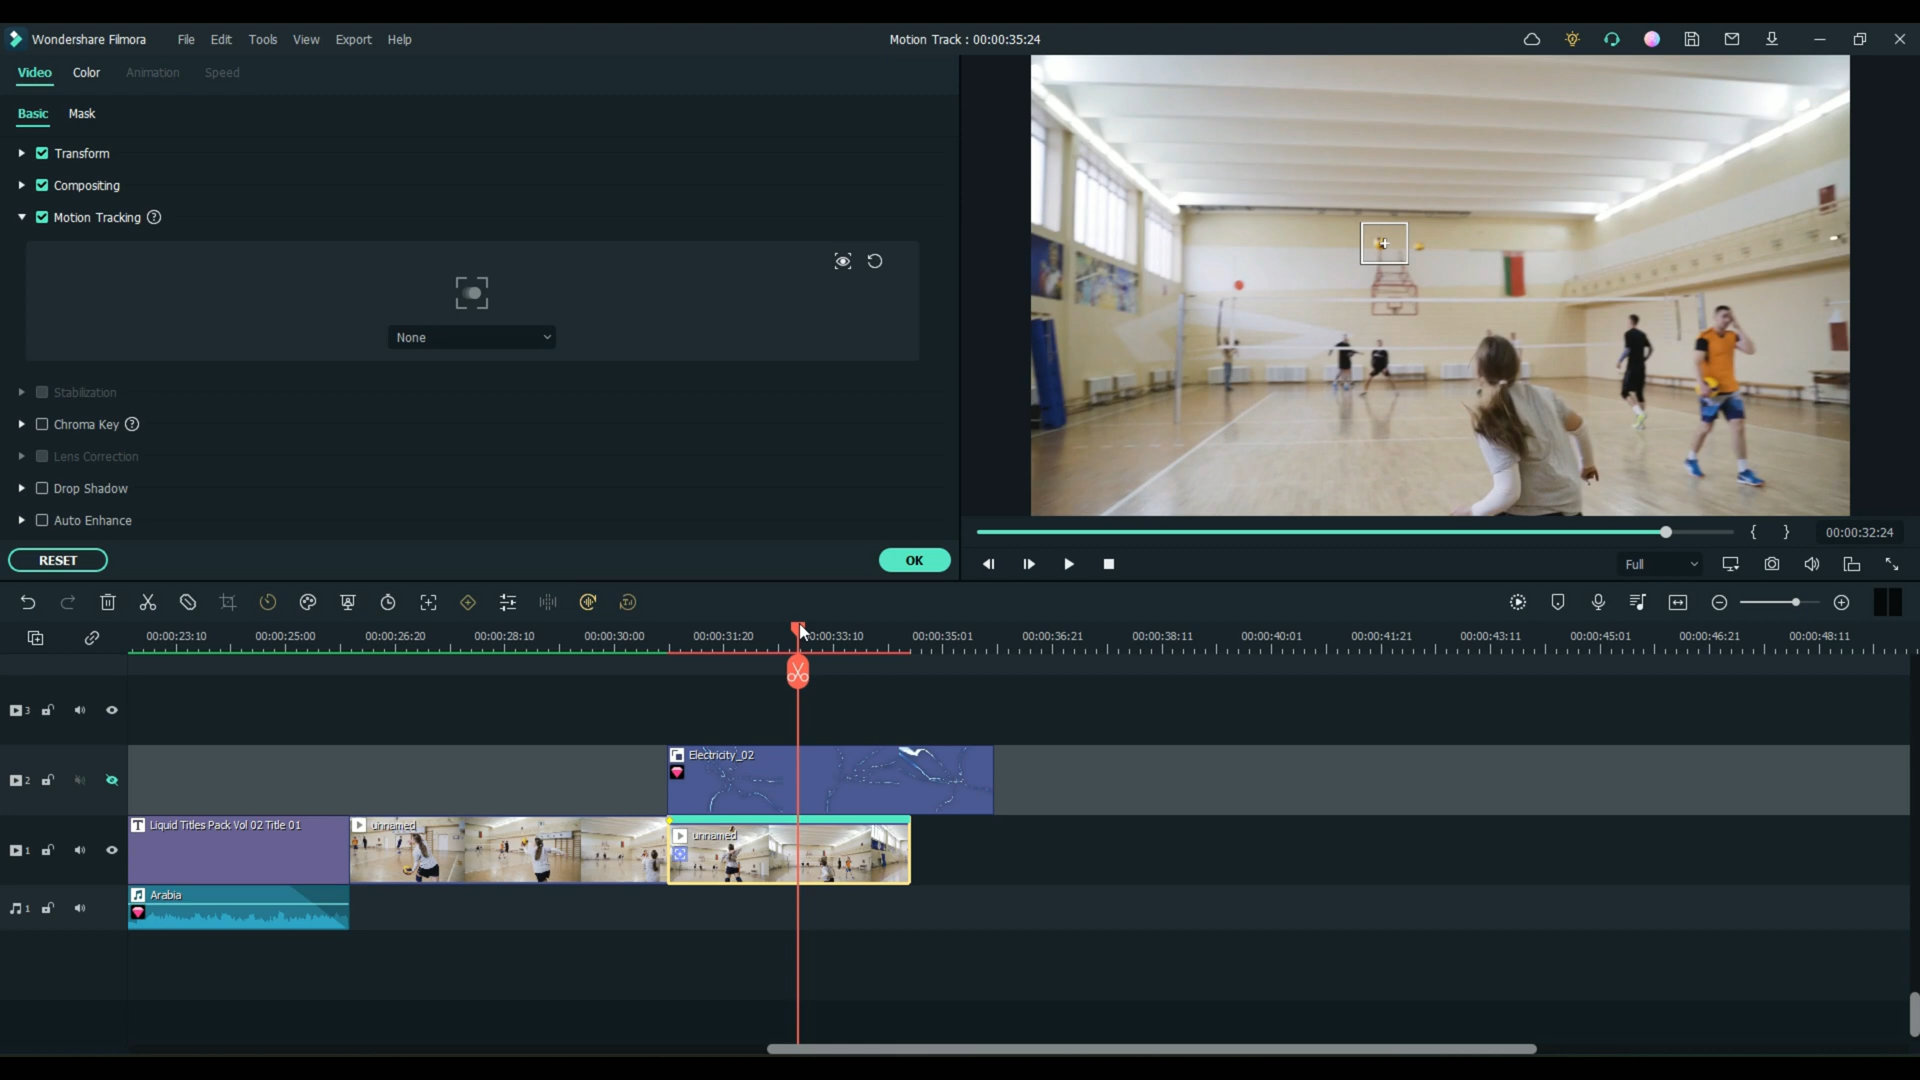 Wondershare Filmora File Edit Tools View Export Help Motion Track : 00:00:35:24
Video Color Animation Speed
Basic Mask
Transform
Compositing
Motion Tracking ?
None
Stabilization
Chroma Key ?
Lens Correction
Drop Shadow
Auto Enhance
RESET OK
{ } 00:00:32:24
Full
00:00:23:10 00:00:25:00 00:00:26:20 00:00:28:10 00:00:30:00 00:00:31:20 00:00:33:10 00:00:35:01 00:00:36:21 00:00:38:11 00:00:40:01 00:00:41:21 00:00:43:11 00:00:45:01 00:00:46:21 00:00:48:11
3
2 Electricity_02
1 T Liquid Titles Pack Vol 02 Title 01 unnamed unnamed
1 Arabia